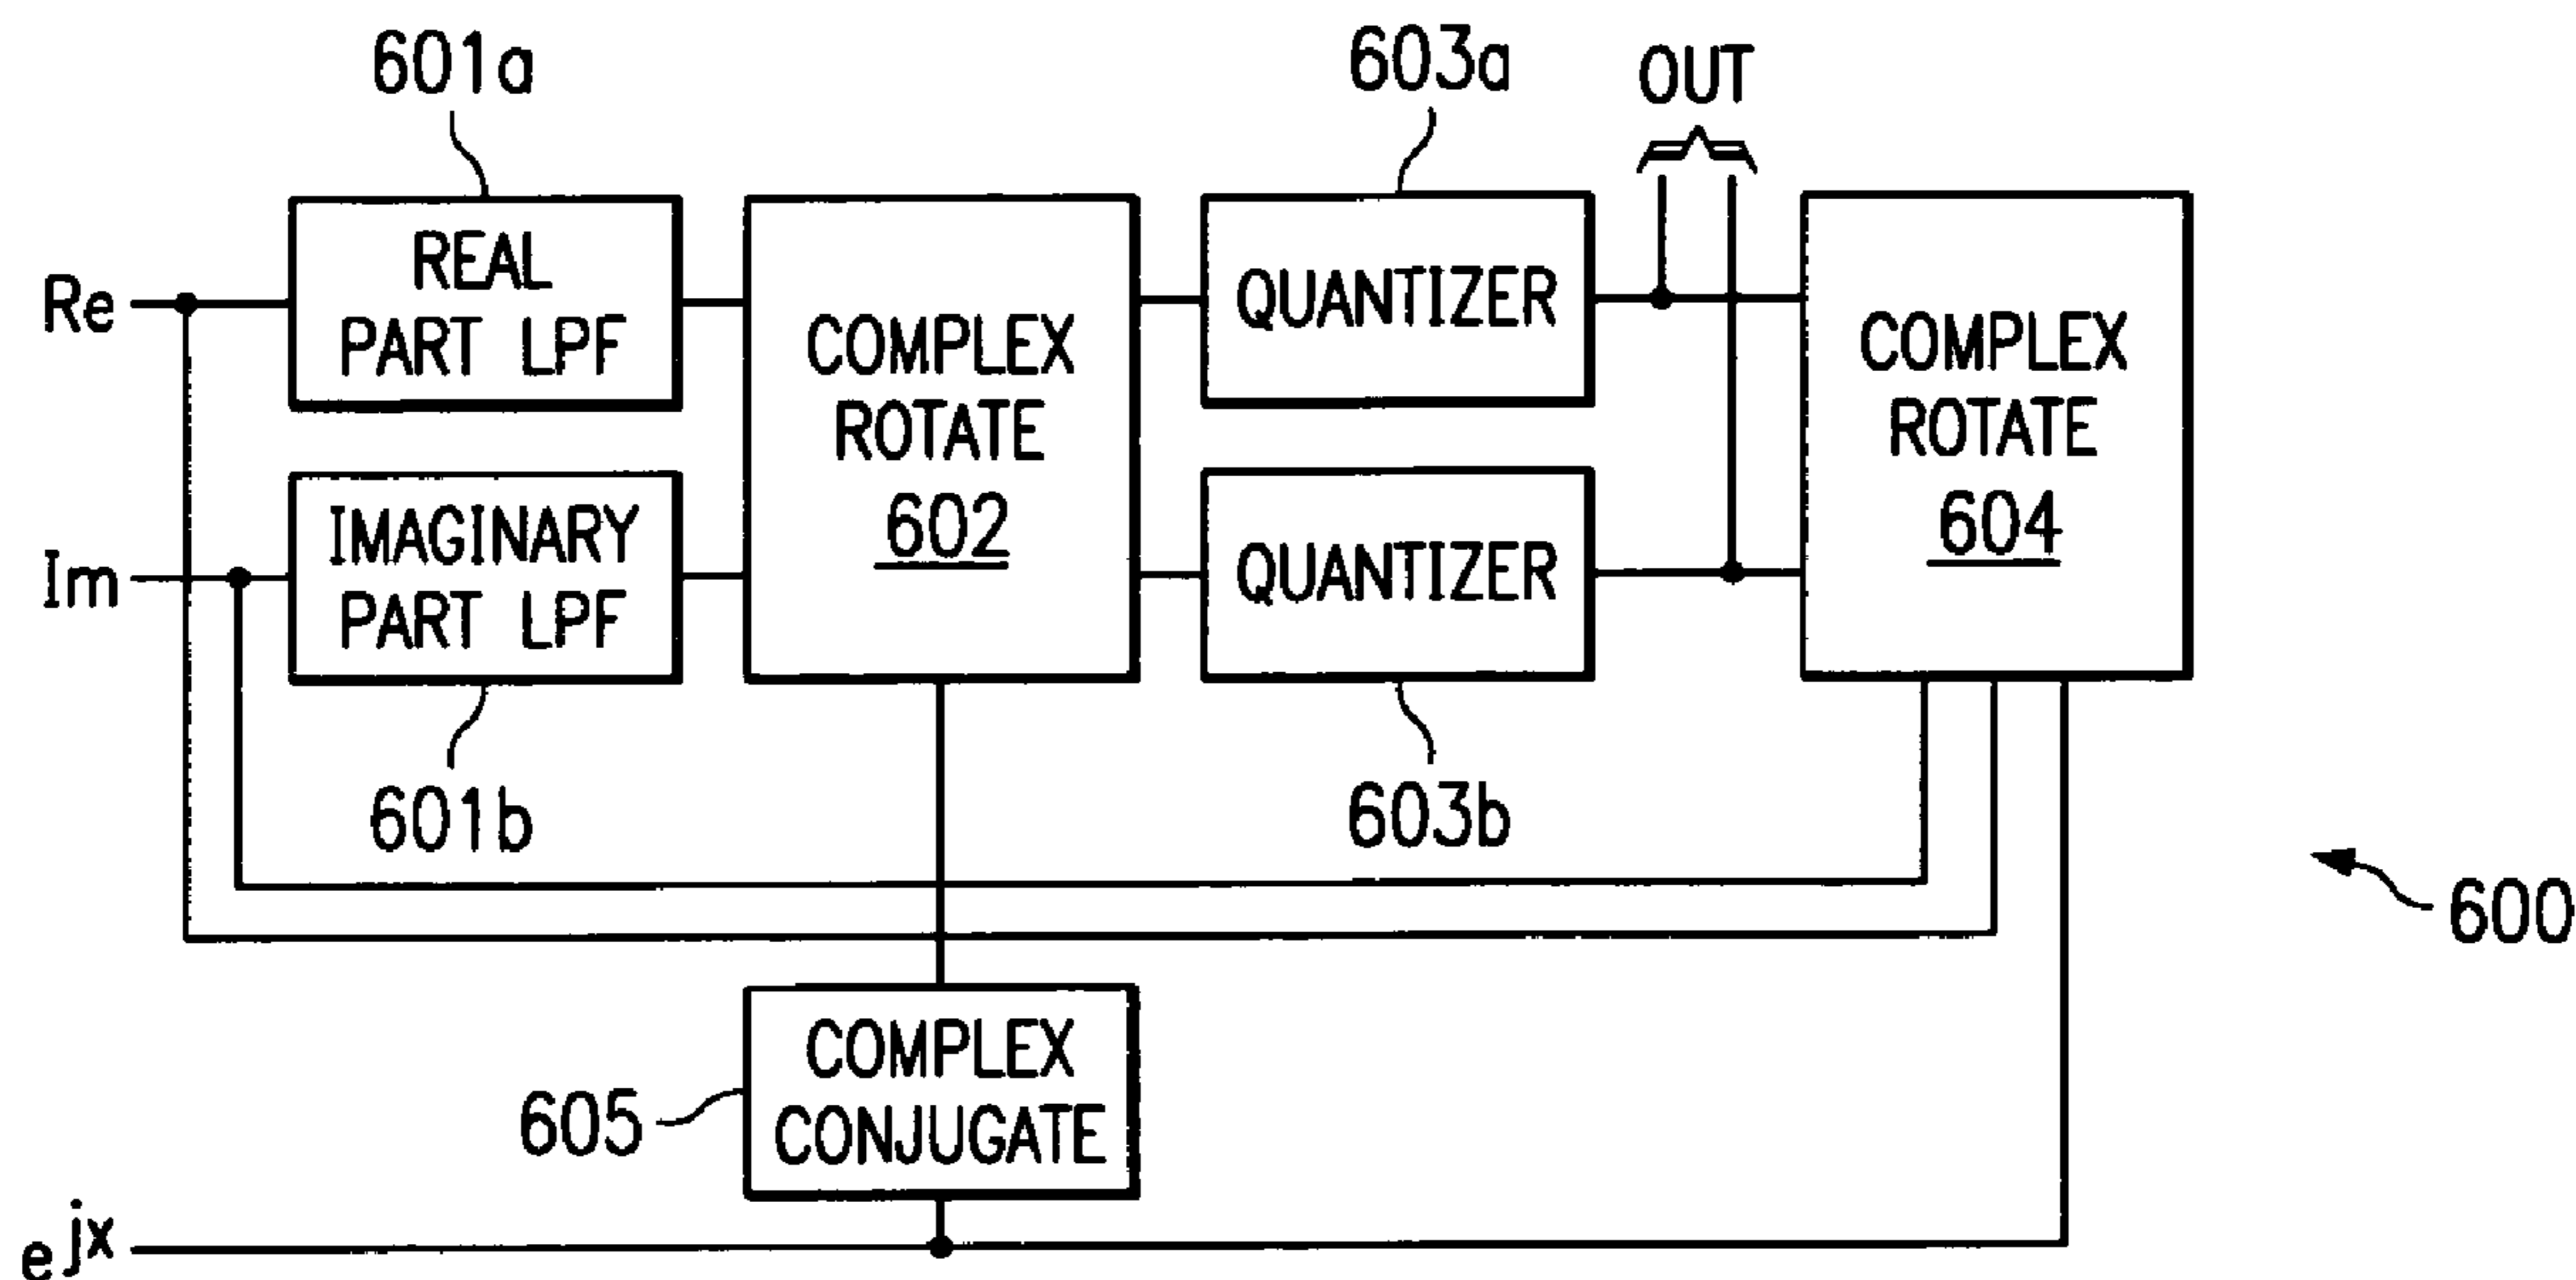 601a
603a
OUT
Re
REAL
PART LPF
COMPLEX
ROTATE
602
QUANTIZER
COMPLEX
ROTATE
604
Im
IMAGINARY
PART LPF
QUANTIZER
601b
603b
600
COMPLEX
CONJUGATE
605
e jx